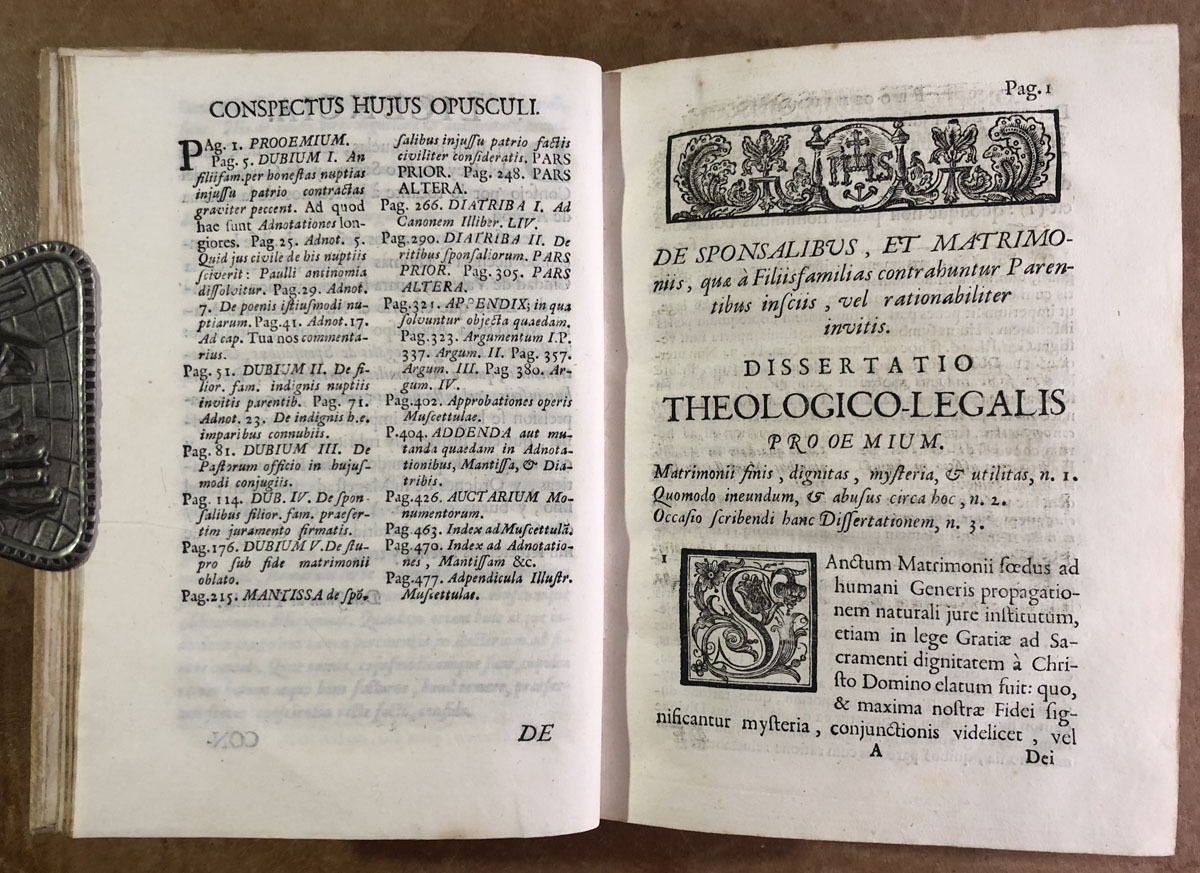 CONSPECTUS HUJUS OPUSCULI.
PAg. 1. PROOEMIUM.
Pag. 5. DUBIUM I. An
filiifam. per honestas nuptias
injussu patrio contractas
graviter peccent. Ad quod
hae sunt Adnotationes lon-
giores. Pag. 25. Adnot. 5.
Quid jus civile de his nuptiis
sciverit: Paulli antinomia
dissolvitur. Pag. 29. Adnot.
7. De poenis istiusmodi nu-
ptiarum. Pag. 41. Adnot. 17.
Ad cap. Tua nos commenta-
rius.
Pag. 51. DUBIUM II. De fi-
lior. fam. indignis nuptiis
invitis parentib. Pag. 71.
Adnot. 23. De indignis h.e.
imparibus connubiis.
Pag. 81. DUBIUM III. De
Pastorum officio in hujus-
modi conjugiis.
Pag. 114. DUB. IV. De spon-
salibus filior. fam. praeser-
tim juramento firmatis.
Pag. 176. DUBIUM V. De stu-
pro sub fide matrimonii
oblato.
Pag. 215. MANTISSA de spõ-
salibus injussu patrio factis
civiliter consideratis. PARS
PRIOR. Pag. 248. PARS
ALTERA.
Pag. 266. DIATRIBA I. Ad
Canonem Illiber. LIV.
Pag. 290. DIATRIBA II. De
ritibus sponsaliorum. PARS
PRIOR. Pag. 305. PARS
ALTERA.
Pag. 321. APPENDIX; in qua
solvuntur objecta quaedam.
Pag. 323. Argumentum I. P.
337. Argum. II. Pag. 357.
Argum. III. Pag 380. Ar-
gum. IV.
Pag. 402. Approbationes operis
Muscettulae.
P. 404. ADDENDA aut mu-
tanda quaedam in Adnota-
tionibus, Mantissa, & Dia-
tribis.
Pag. 426. AUCTARIUM Mo-
numentorum.
Pag 463. Index ad Muscettulã.
Pag. 470. Index ad Adnotatio-
nes, Mantissam &c.
Pag. 477. Adpendicula Illustr.
Muscettulae.
DE
Pag. 1
IHS
DE SPONSALIBUS, ET MATRIMO-
niis, quæ à Filiisfamilias contrahuntur Paren-
tibus insciis, vel rationabiliter
invitis.
DISSERTATIO
THEOLOGICO-LEGALIS
PROOEMIUM.
Matrimonii finis, dignitas, mysteria, & utilitas, n. 1.
Quomodo ineundum, & abusus circa hoc, n. 2.
Occasio scribendi hanc Dissertationem, n. 3.
1 SAnctum Matrimonii fœdus ad
humani Generis propagatio-
nem naturali jure institutum,
etiam in lege Gratiæ ad Sa-
cramenti dignitatem à Chri-
sto Domino elatum fuit: quo,
& maxima nostræ Fidei sig-
nificantur mysteria, conjunctionis videlicet, vel
A
Dei